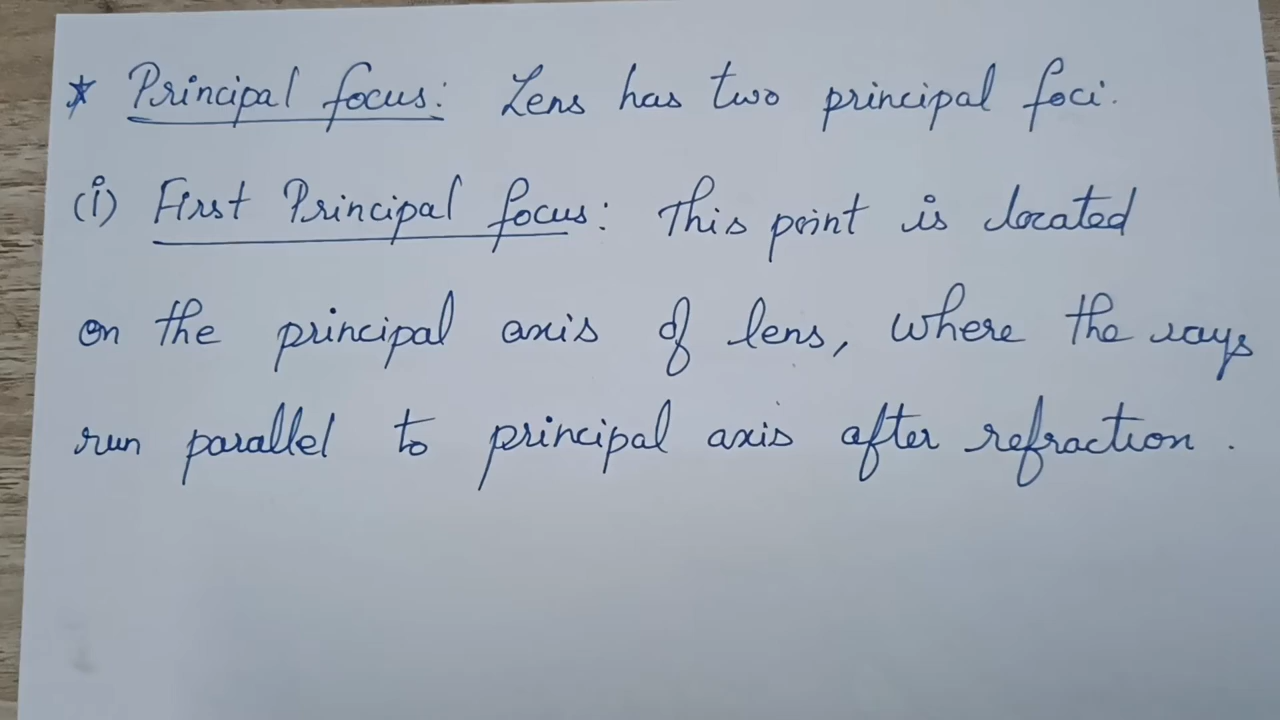 * Principal focus: Lens has two principal foci.
(i) First Principal focus: This point is located
on the principal axis of lens, where the rays
run parallel to principal axis after refraction.